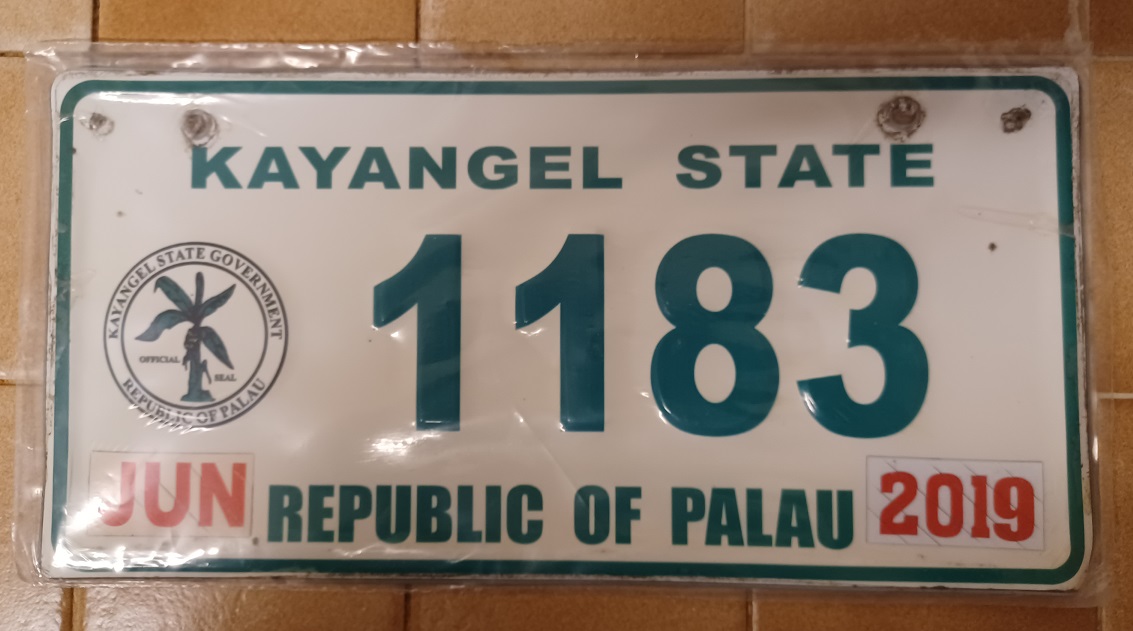 KAYANGEL STATE
1183
KAYANGEL STATE GOVERNMENT
OFFICIAL SEAL
REPUBLIC OF PALAU
JUN
REPUBLIC OF PALAU
2019